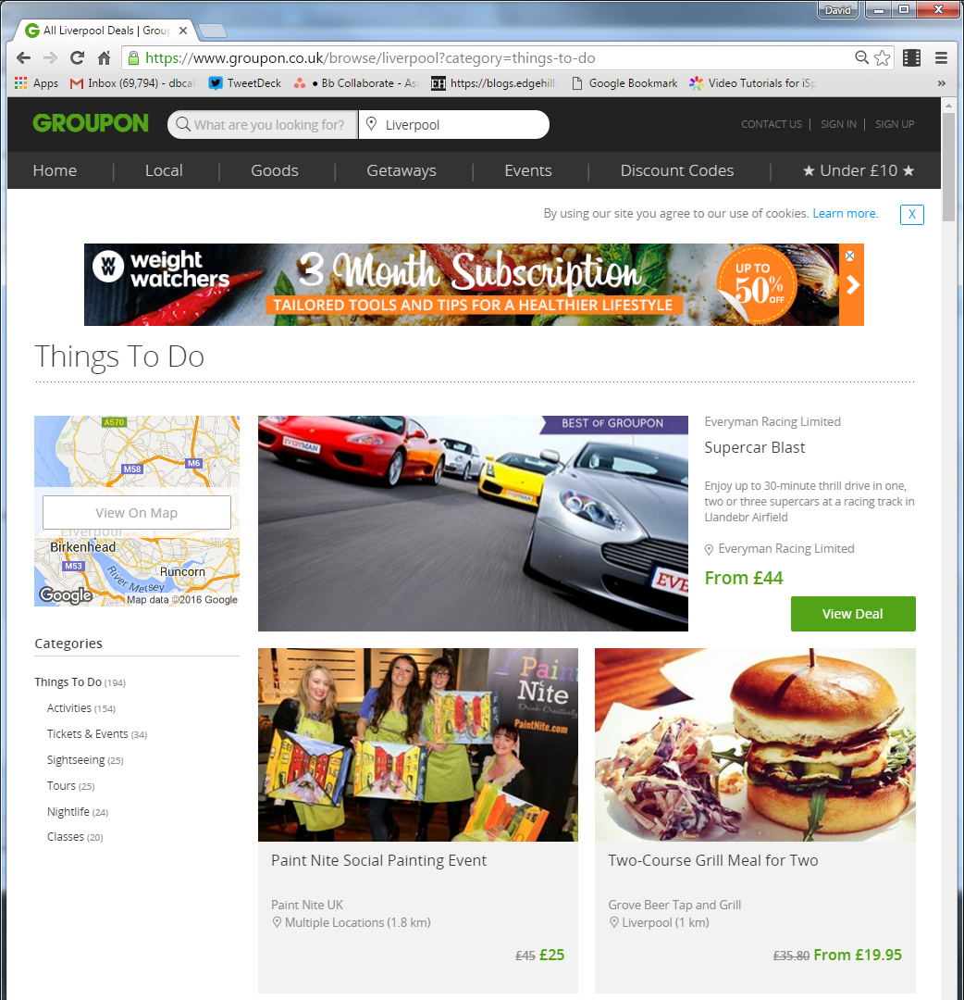 David
All Liverpool Deals | Group
https://www.groupon.co.uk/browse/liverpool?category=things-to-do
Apps
Inbox (69,794) - dbcal
TweetDeck
• Bb Collaborate - Asa
EH
https://blogs.edgehill.
Google Bookmark
Video Tutorials for iSp
»
GROUPON
What are you looking for?
Liverpool
CONTACT US | SIGN IN | SIGN UP
Home | Local | Goods | Getaways | Events | Discount Codes | ★ Under £10 ★
By using our site you agree to our use of cookies. Learn more.
X
weight
watchers
3 Month Subscription
TAILORED TOOLS AND TIPS FOR A HEALTHIER LIFESTYLE
UP TO
50%
OFF
Things To Do
A570
M58
M6
View On Map
Liverpool
Birkenhead
M53
Runcorn
River Mersey
Google
Map data ©2016 Google
Categories
Things To Do (194)
Activities (154)
Tickets & Events (34)
Sightseeing (25)
Tours (25)
Nightlife (24)
Classes (20)
BEST OF GROUPON
EVERYMAN
EVE
Everyman Racing Limited
Supercar Blast
Enjoy up to 30-minute thrill drive in one,
two or three supercars at a racing track in
Llandebr Airfield
Everyman Racing Limited
From £44
View Deal
Paint
Nite
Drink Creatively
PaintNite.com
Paint Nite Social Painting Event
Paint Nite UK
Multiple Locations (1.8 km)
£45 £25
Two-Course Grill Meal for Two
Grove Beer Tap and Grill
Liverpool (1 km)
£35.80 From £19.95